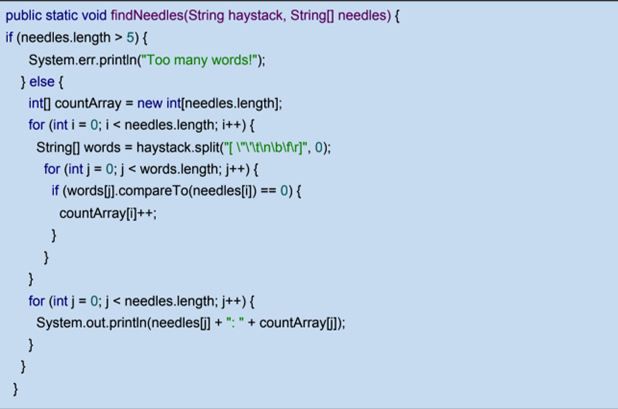 public static void findNeedles(String haystack, String[] needles) {
if (needles.length > 5) {
System.err.println("Too many words!");
} else {
int[] countArray = new int[needles.length];
for (int i = 0; i < needles.length; i++) {
String[] words = haystack.split("[ \"\'\t\n\b\f\r]", 0);
for (int j = 0; j < words.length; j++) {
if (words[j].compareTo(needles[i]) == 0) {
countArray[i]++;
}
}
}
for (int j = 0; j < needles.length; j++) {
System.out.println(needles[j] + ": " + countArray[j]);
}
}
}